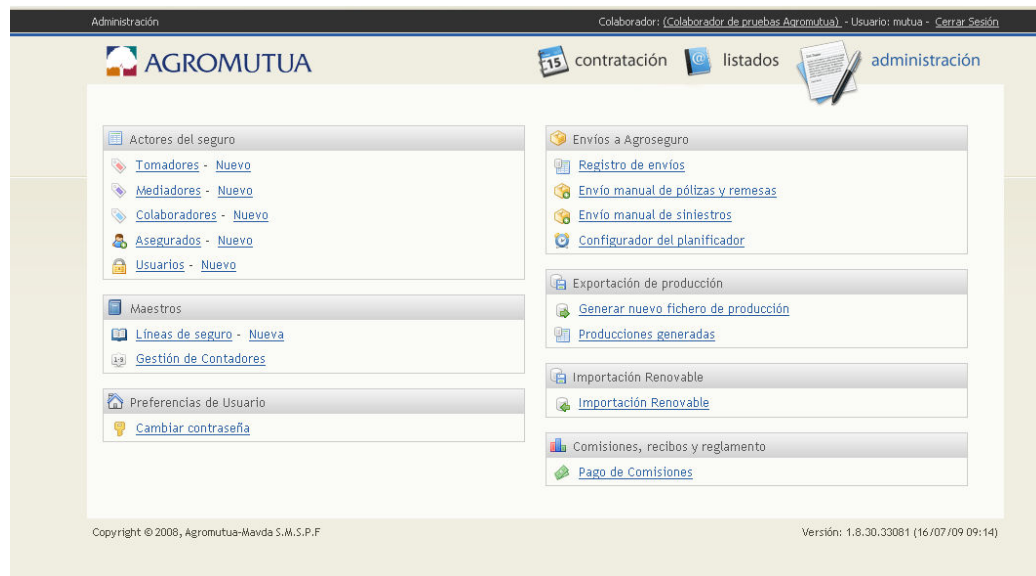 Administración
Colaborador: (Colaborador de pruebas Agromutua) - Usuario: mutua - Cerrar Sesión
AGROMUTUA
15 contratación @ listados administración
Actores del seguro
Tomadores - Nuevo
Mediadores - Nuevo
Colaboradores - Nuevo
Asegurados - Nuevo
Usuarios - Nuevo
Maestros
Líneas de seguro - Nueva
1-9 Gestión de Contadores
Preferencias de Usuario
Cambiar contraseña
Envíos a Agroseguro
Registro de envíos
Envío manual de pólizas y remesas
Envío manual de siniestros
Configurador del planificador
Exportación de producción
Generar nuevo fichero de producción
Producciones generadas
Importación Renovable
Importación Renovable
Comisiones, recibos y reglamento
Pago de Comisiones
Copyright © 2008, Agromutua-Mavda S.M.S.P.F
Versión: 1.8.30.33081 (16/07/09 09:14)